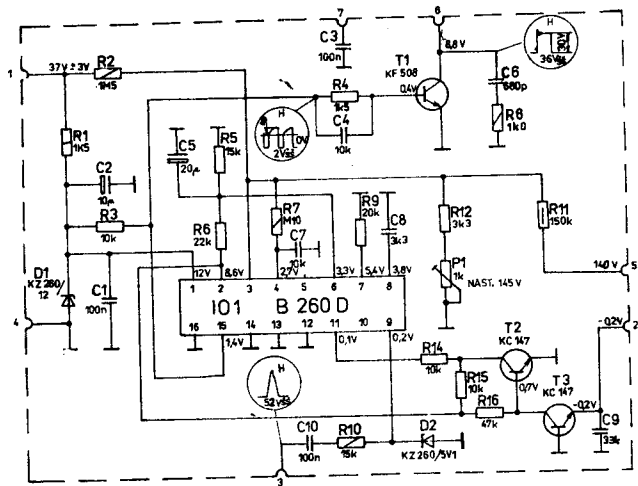 7
6
C3
100n
8,8V
H
36Vss
1
37V ± 3V
R2
1M5
R4
1k5
T1
KF 508
0,4V
C6
680p
H
0V
2Vss
C4
10k
R8
1k0
R1
1K5
C5
20µ
R5
15k
C2
10µ
R3
10k
R6
22k
R7
M10
R9
20k
C8
3k3
R12
3k3
R11
150k
C7
10k
P1
1k
NAST. 145 V
140 V
5
D1
KZ 260/
12
C1
100n
12V
8,6V
2,7V
3,3V
5,4V
3,8V
1 2 3 4 5 6 7 8
IO1 B 260 D
16 15 14 13 12 11 10 9
1,4V
0,1V
0,2V
4
-0,2V
2
T2
KC 147
R14
10k
R15
10k
0,7V
T3
KC 147
-0,2V
R16
47k
C9
33k
H
52Vss
C10
100n
R10
15k
D2
KZ 260/5V1
3